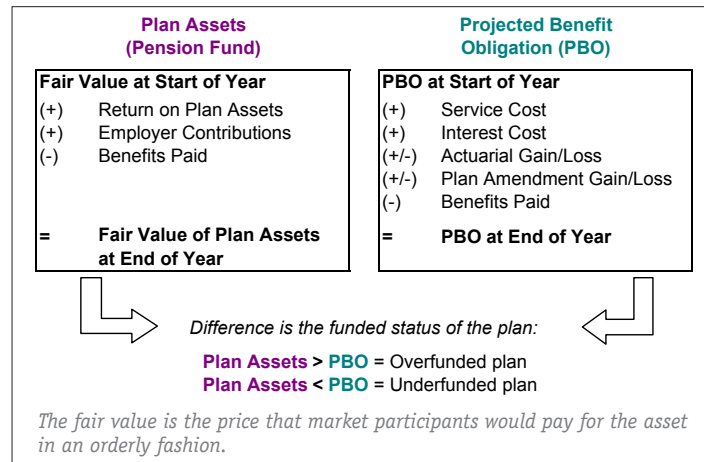 Plan Assets
(Pension Fund)
Projected Benefit
Obligation (PBO)
Fair Value at Start of Year
(+) Return on Plan Assets
(+) Employer Contributions
(-) Benefits Paid
= Fair Value of Plan Assets
at End of Year
PBO at Start of Year
(+) Service Cost
(+) Interest Cost
(+/-) Actuarial Gain/Loss
(+/-) Plan Amendment Gain/Loss
(-) Benefits Paid
= PBO at End of Year
Difference is the funded status of the plan:
Plan Assets > PBO = Overfunded plan
Plan Assets < PBO = Underfunded plan
The fair value is the price that market participants would pay for the asset
in an orderly fashion.